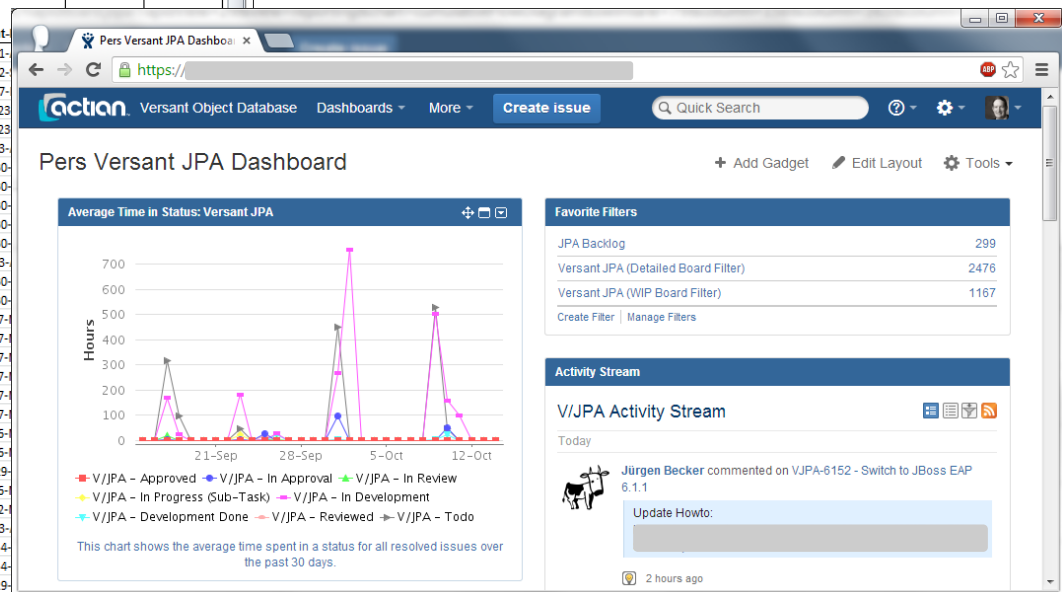 Pers Versant JPA Dashboar
https://
ABP
actian Versant Object Database Dashboards More Create issue Quick Search
Pers Versant JPA Dashboard
+ Add Gadget Edit Layout Tools
Average Time in Status: Versant JPA
700
600
500
400
300
200
100
0
Hours
21-Sep 28-Sep 5-Oct 12-Oct
V/JPA - Approved V/JPA - In Approval V/JPA - In Review
V/JPA - In Progress (Sub-Task) V/JPA - In Development
V/JPA - Development Done V/JPA - Reviewed V/JPA - Todo
This chart shows the average time spent in a status for all resolved issues over
the past 30 days.
Favorite Filters
JPA Backlog 299
Versant JPA (Detailed Board Filter) 2476
Versant JPA (WIP Board Filter) 1167
Create Filter | Manage Filters
Activity Stream
V/JPA Activity Stream
Today
Jürgen Becker commented on VJPA-6152 - Switch to JBoss EAP
6.1.1
Update Howto:
2 hours ago